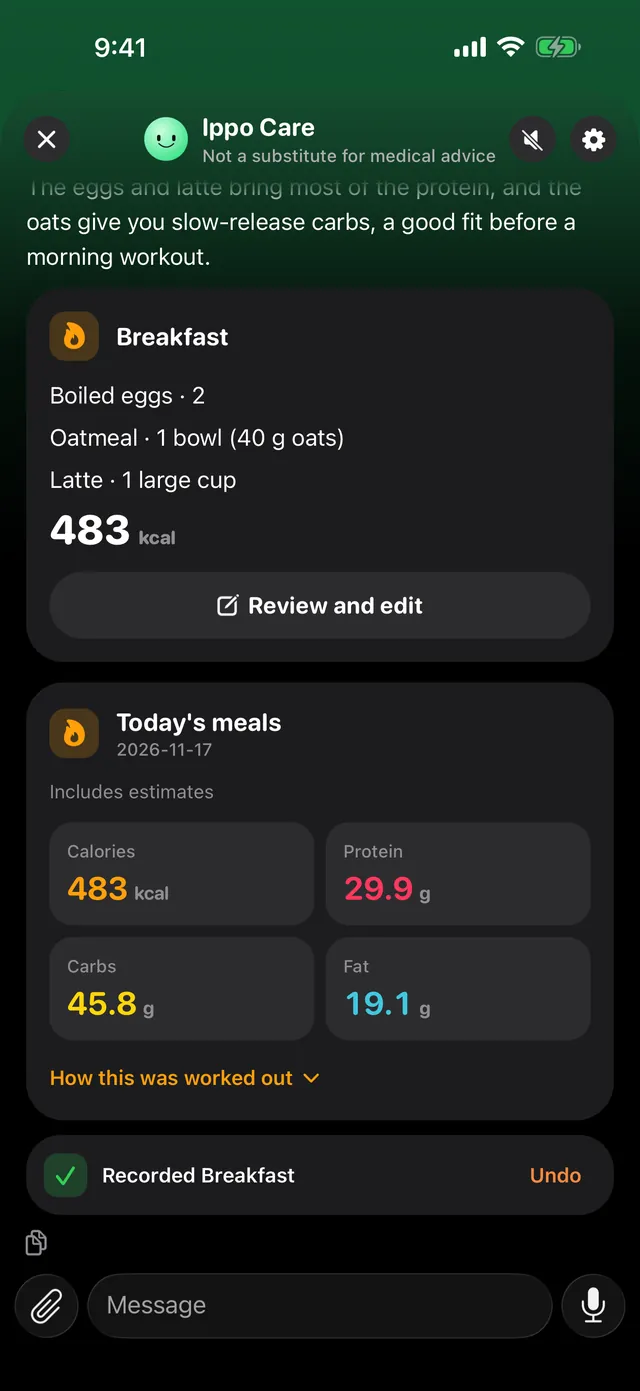 9:41
Ippo Care
Not a substitute for medical advice
The eggs and latte bring most of the protein, and the
oats give you slow-release carbs, a good fit before a
morning workout.
Breakfast
Boiled eggs · 2
Oatmeal · 1 bowl (40 g oats)
Latte · 1 large cup
483 kcal
Review and edit
Today's meals
2026-11-17
Includes estimates
Calories
483 kcal
Protein
29.9 g
Carbs
45.8 g
Fat
19.1 g
How this was worked out
Recorded Breakfast
Undo
Message